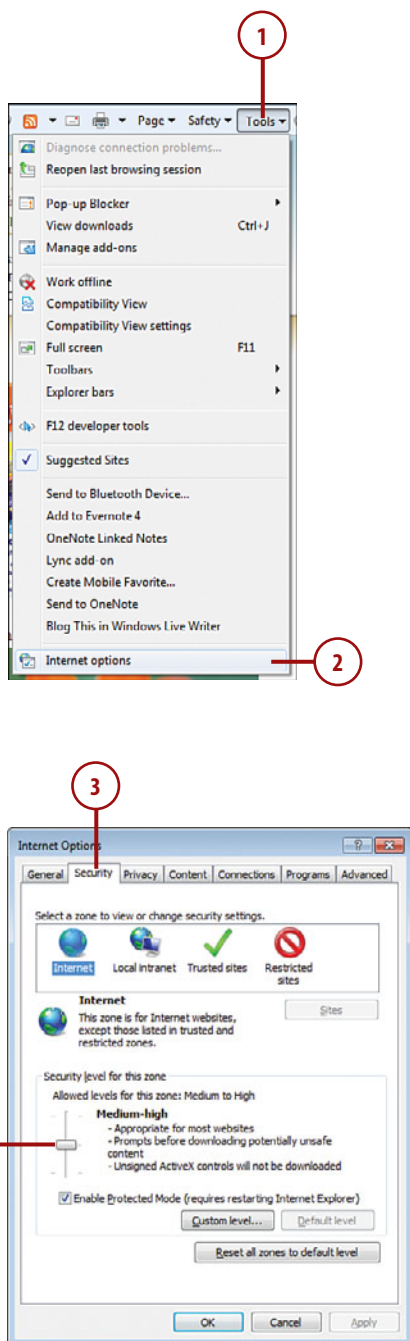 1
Page Safety Tools
Diagnose connection problems...
Reopen last browsing session
Pop-up Blocker
View downloads Ctrl+J
Manage add-ons
Work offline
Compatibility View
Compatibility View settings
Full screen F11
Toolbars
Explorer bars
F12 developer tools
Suggested Sites
Send to Bluetooth Device...
Add to Evernote 4
OneNote Linked Notes
Lync add-on
Create Mobile Favorite...
Send to OneNote
Blog This in Windows Live Writer
Internet options
2
3
Internet Options
General Security Privacy Content Connections Programs Advanced
Select a zone to view or change security settings.
Internet Local intranet Trusted sites Restricted
sites
Internet
This zone is for Internet websites,
except those listed in trusted and
restricted zones.
Sites
Security level for this zone
Allowed levels for this zone: Medium to High
Medium-high
- Appropriate for most websites
- Prompts before downloading potentially unsafe
content
- Unsigned ActiveX controls will not be downloaded
Enable Protected Mode (requires restarting Internet Explorer)
Custom level... Default level
Reset all zones to default level
OK Cancel Apply